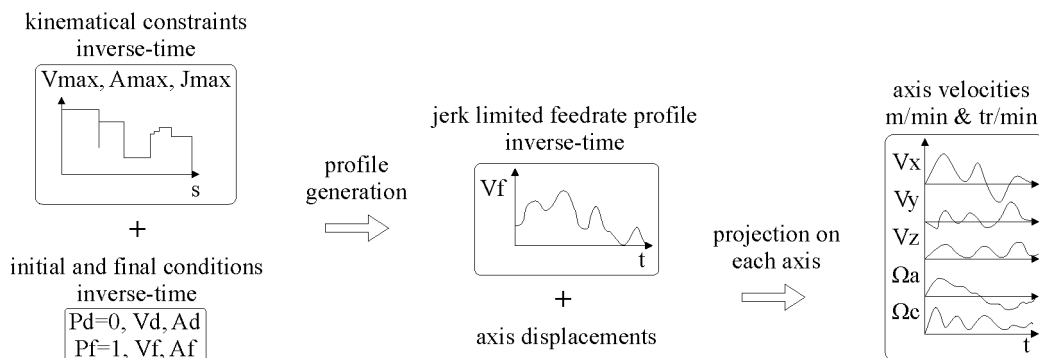 kinematical constraints
inverse-time
Vmax, Amax, Jmax
s
+
initial and final conditions
inverse-time
Pd=0, Vd, Ad
Pf=1, Vf, Af
profile
generation
jerk limited feedrate profile
inverse-time
Vf
t
+
axis displacements
projection on
each axis
axis velocities
m/min & tr/min
Vx
Vy
Vz
Ωa
Ωc
t